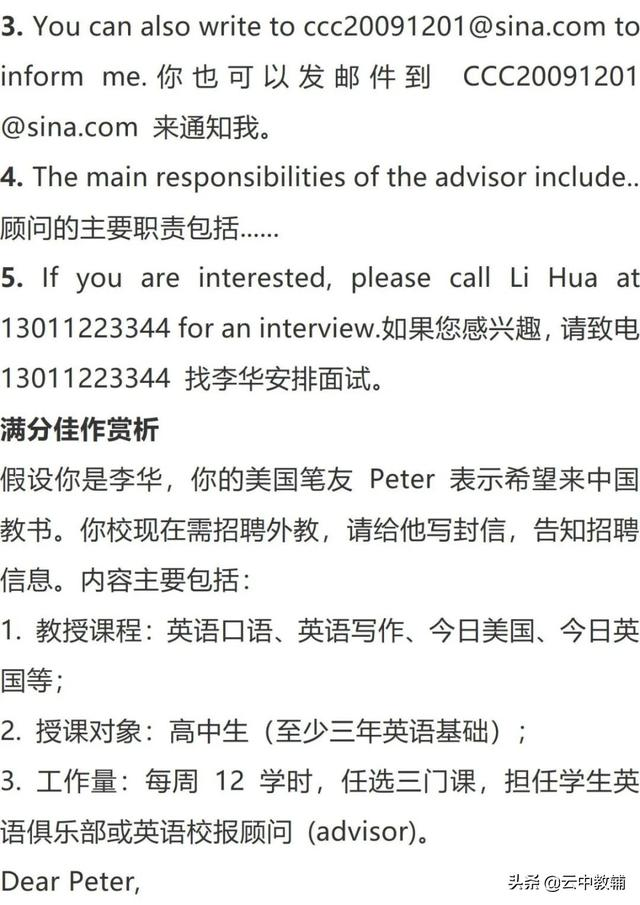 3. You can also write to ccc20091201@sina.com to
inform me.你也可以发邮件到 CCC20091201
@sina.com 来通知我。
4. The main responsibilities of the advisor include..
顾问的主要职责包括......
5. If you are interested, please call Li Hua at
13011223344 for an interview.如果您感兴趣,请致电
13011223344 找李华安排面试。
满分佳作赏析
假设你是李华，你的美国笔友 Peter 表示希望来中国
教书。你校现在需招聘外教，请给他写封信，告知招聘
信息。内容主要包括：
1. 教授课程：英语口语、英语写作、今日美国、今日英
国等；
2. 授课对象：高中生（至少三年英语基础）；
3. 工作量：每周 12 学时，任选三门课，担任学生英
语俱乐部或英语校报顾问 (advisor)。
Dear Peter,
头条 @云中教辅